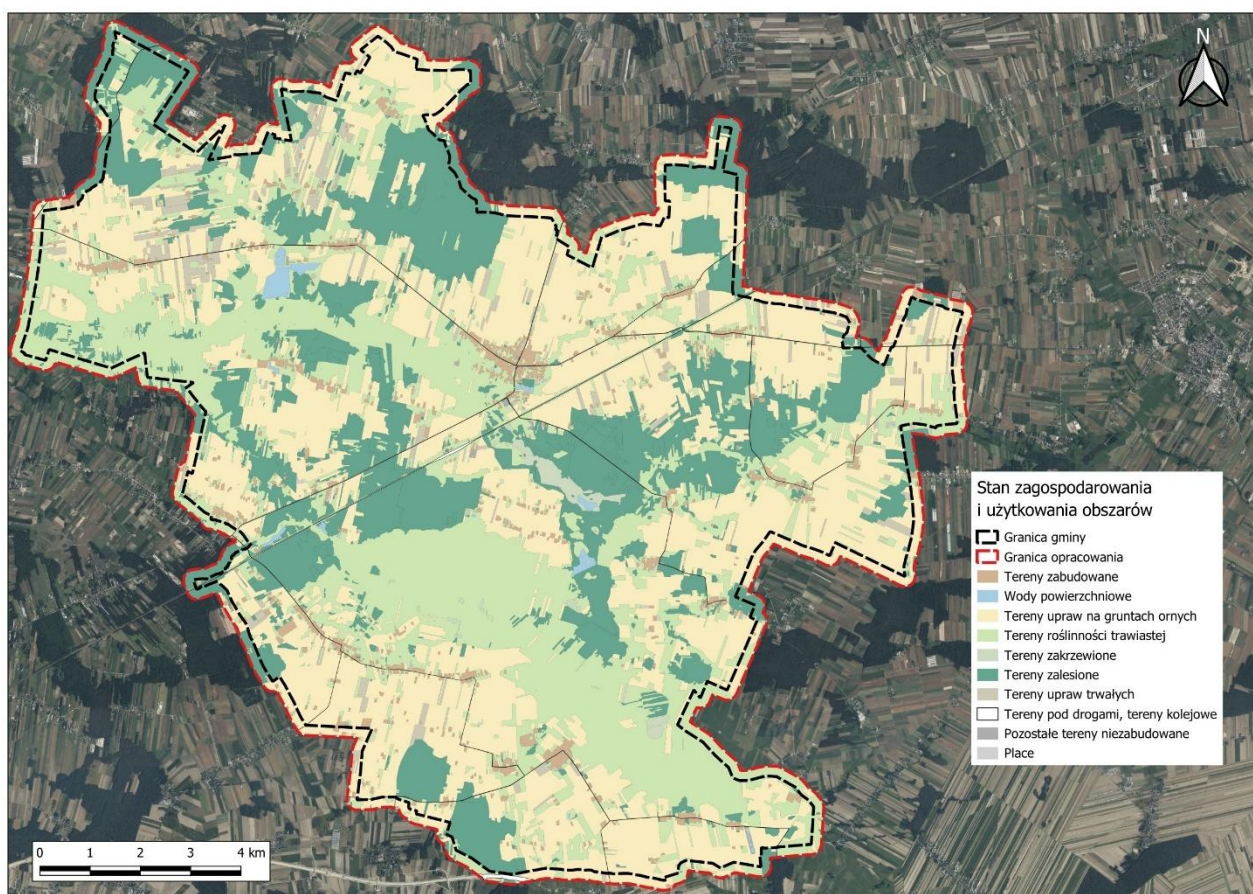 N
Stan zagospodarowania
i użytkowania obszarów
Granica gminy
Granica opracowania
Tereny zabudowane
Wody powierzchniowe
Tereny upraw na gruntach ornych
Tereny roślinności trawiastej
Tereny zakrzewione
Tereny zalesione
Tereny upraw trwałych
Tereny pod drogami, tereny kolejowe
Pozostałe tereny niezabudowane
Place
0 1 2 3 4 km